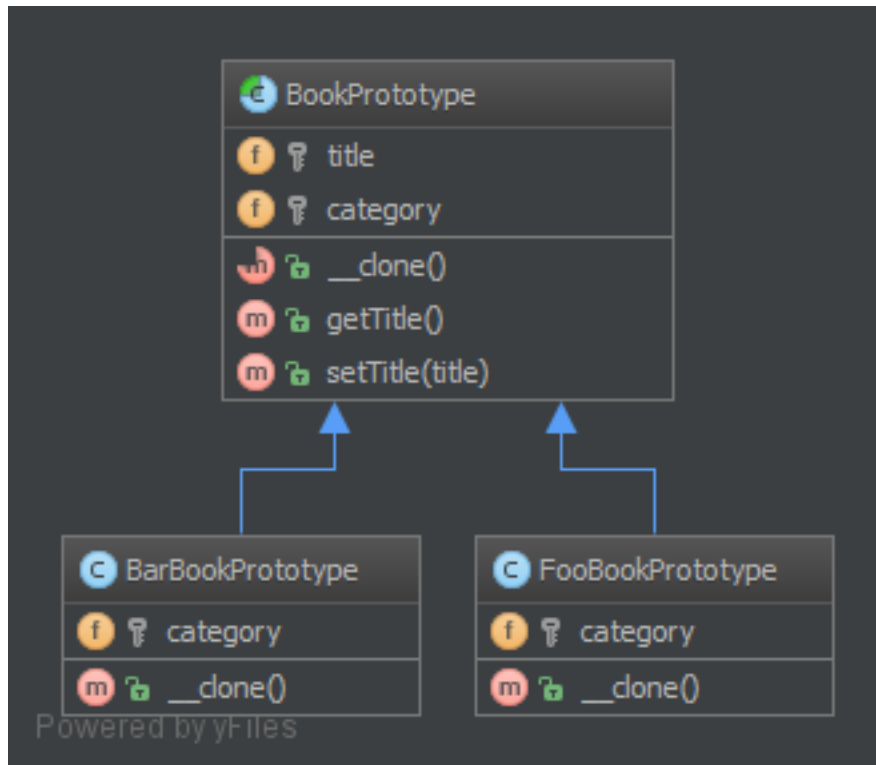 BookPrototype
title
category
__clone()
getTitle()
setTitle(title)
BarBookPrototype
category
__clone()
FooBookPrototype
category
__clone()
Powered by yFiles